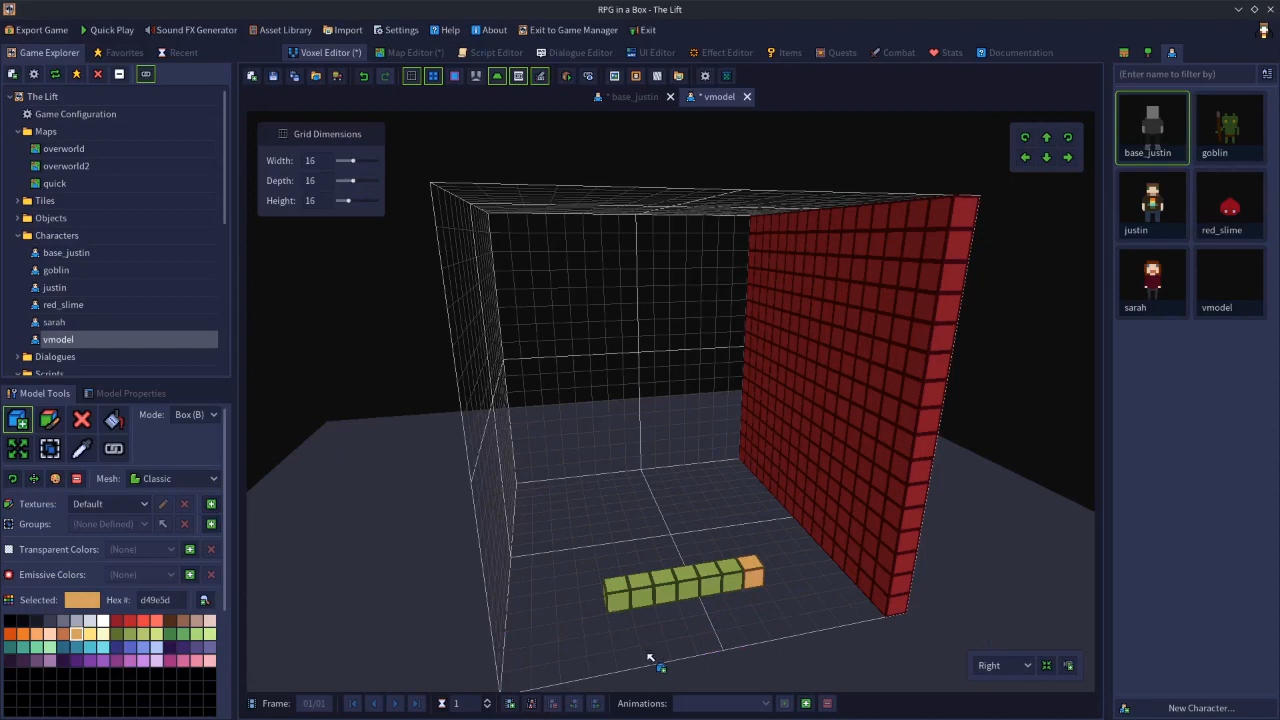 RPG in a Box - The Lift
Export Game Quick Play Sound FX Generator Asset Library Import Settings Help About Exit to Game Manager Exit
Game Explorer Favorites Recent
Voxel Editor (*) Map Editor (*) Script Editor Dialogue Editor UI Editor Effect Editor Items Quests Combat Stats Documentation
(Enter name to filter by)
* base_justin * vmodel
The Lift
Game Configuration
Maps
overworld
overworld2
quick
Tiles
Objects
Characters
base_justin
goblin
justin
red_slime
sarah
vmodel
Dialogues
Scripts
Grid Dimensions
Width: 16
Depth: 16
Height: 16
base_justin goblin
justin red_slime
sarah vmodel
Model Tools Model Properties
Mode: Box (B)
Mesh: Classic
Textures: Default
Groups: (None Defined)
Transparent Colors: (None)
Emissive Colors: (None)
Selected: Hex #: d49e5d
Right
Frame: 01/01 1 Animations:
New Character...